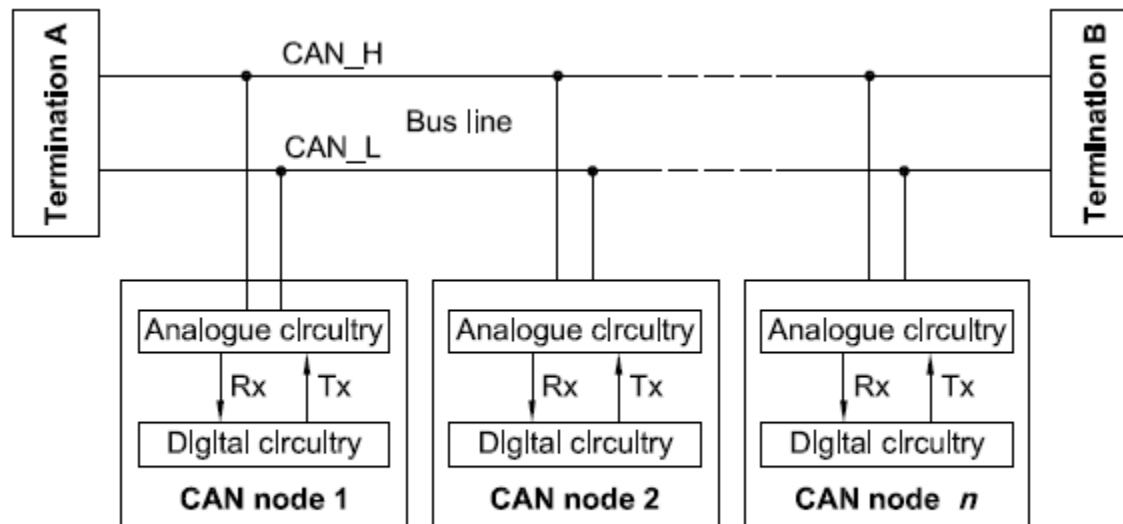 Termination A
CAN_H
Bus line
CAN_L
Termination B
Analogue circuitry
Rx
Tx
Digital circuitry
CAN node 1
Analogue circuitry
Rx
Tx
Digital circuitry
CAN node 2
Analogue circuitry
Rx
Tx
Digital circuitry
CAN node n